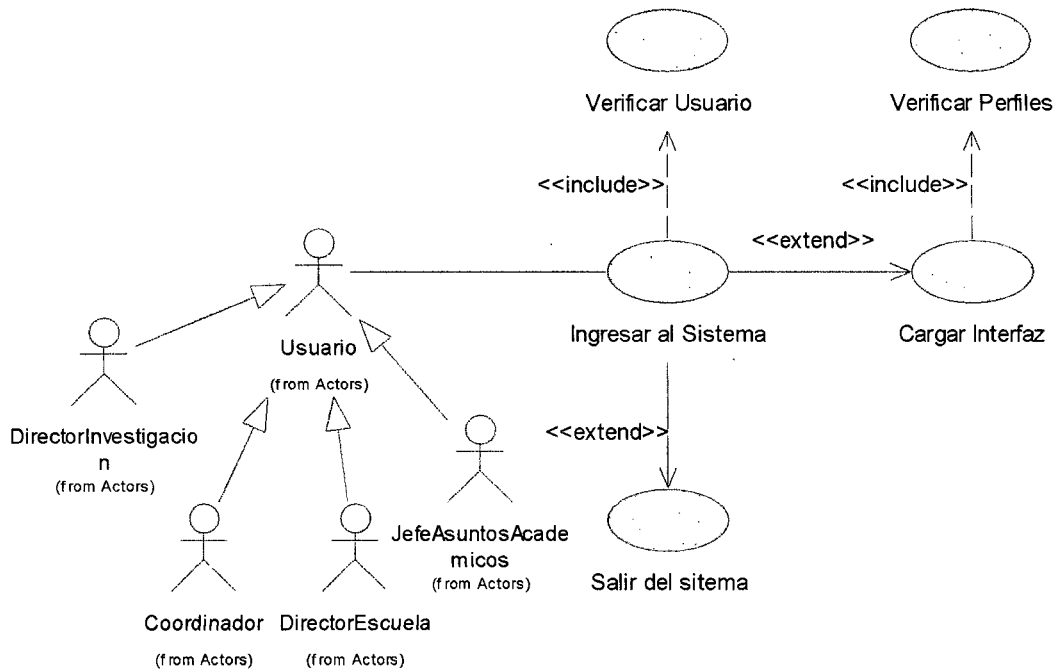 Verificar Usuario
Verificar Perfiles
<<include>>
<<include>>
<<extend>>
Usuario
(from Actors)
Ingresar al Sistema
Cargar Interfaz
DirectorInvestigacio
n
(from Actors)
<<extend>>
JefeAsuntosAcade
micos
(from Actors)
Salir del sitema
Coordinador
(from Actors)
DirectorEscuela
(from Actors)